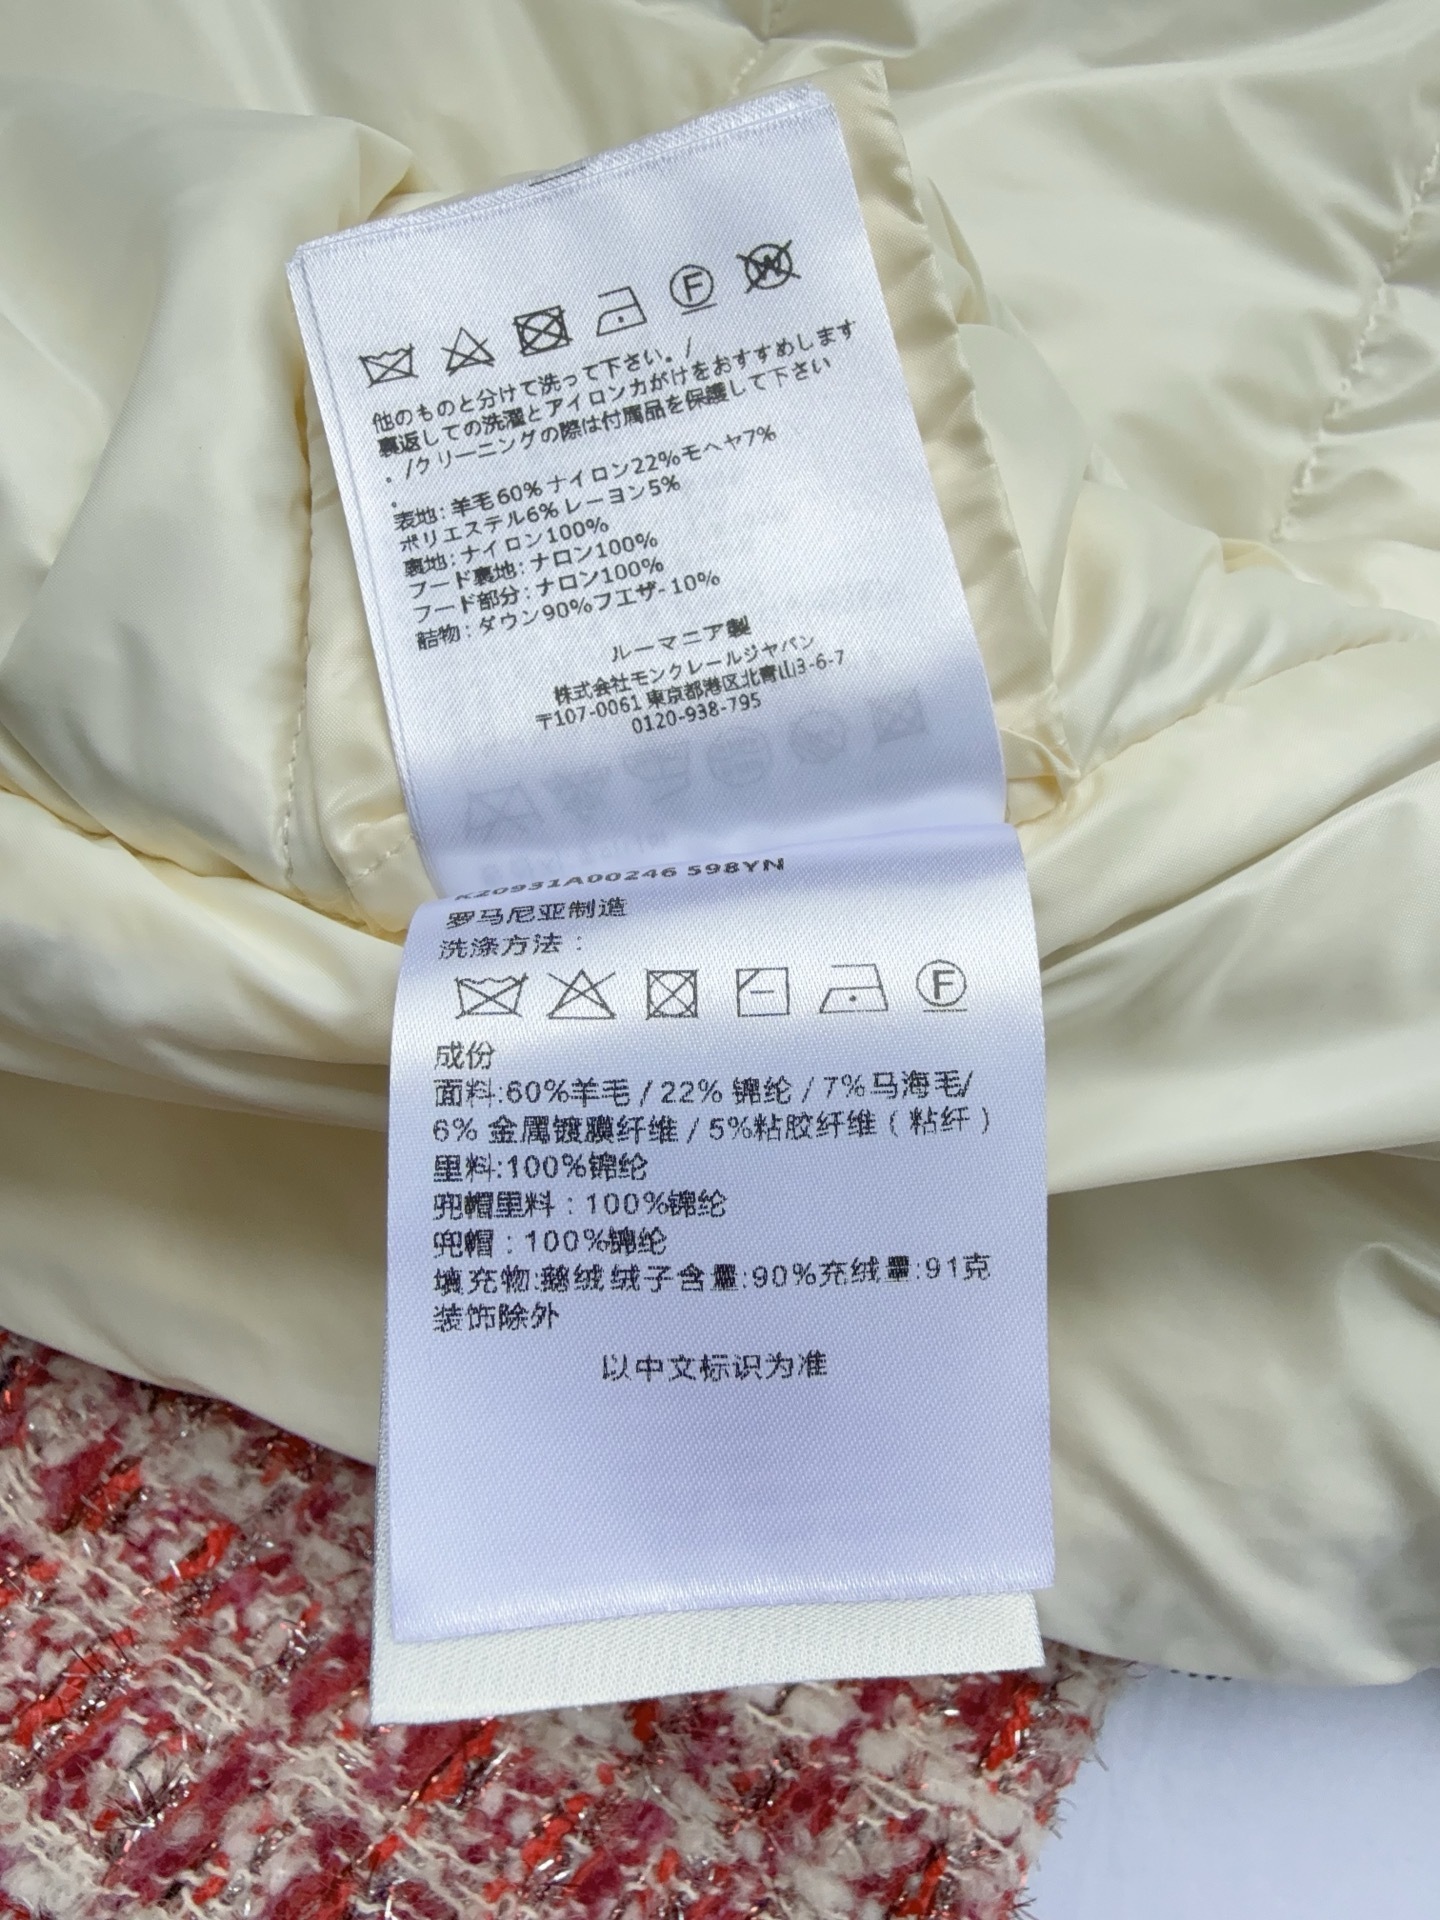 他のものと分けて洗って下さい。/
裏返しての洗濯とアイロンカがけをおすすめします
。/クリーニングの際は付属品を保護して下さい
.
表地:羊毛60%ナイロン22%モヘヤ7%
ポリエステル6%レーヨン5%
裏地:ナイロン100%
フード裏地:ナロン100%
フード部分:ナロン100%
詰物:ダウン90%フエザ-10%
ルーマニア製
株式会社モンクレールジャパン
〒107-0061 東京都港区北青山3-6-7
0120-938-795
K20931A00246 598YN
罗马尼亚制造
洗涤方法:
成份
面料:60%羊毛/22%锦纶/7%马海毛/
6%金属镀膜纤维/5%粘胶纤维(粘纤)
里料:100%锦纶
兜帽里料:100%锦纶
兜帽:100%锦纶
填充物:鹅绒绒子含量:90%充绒量:91克
装饰除外
以中文标识为准